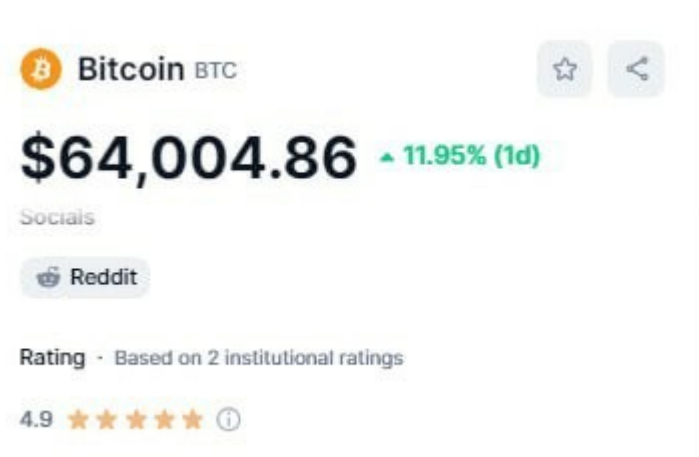 Bitcoin BTC
$64,004.86 ▲ 11.95% (1d)
Socials
Reddit
Rating · Based on 2 institutional ratings
4.9